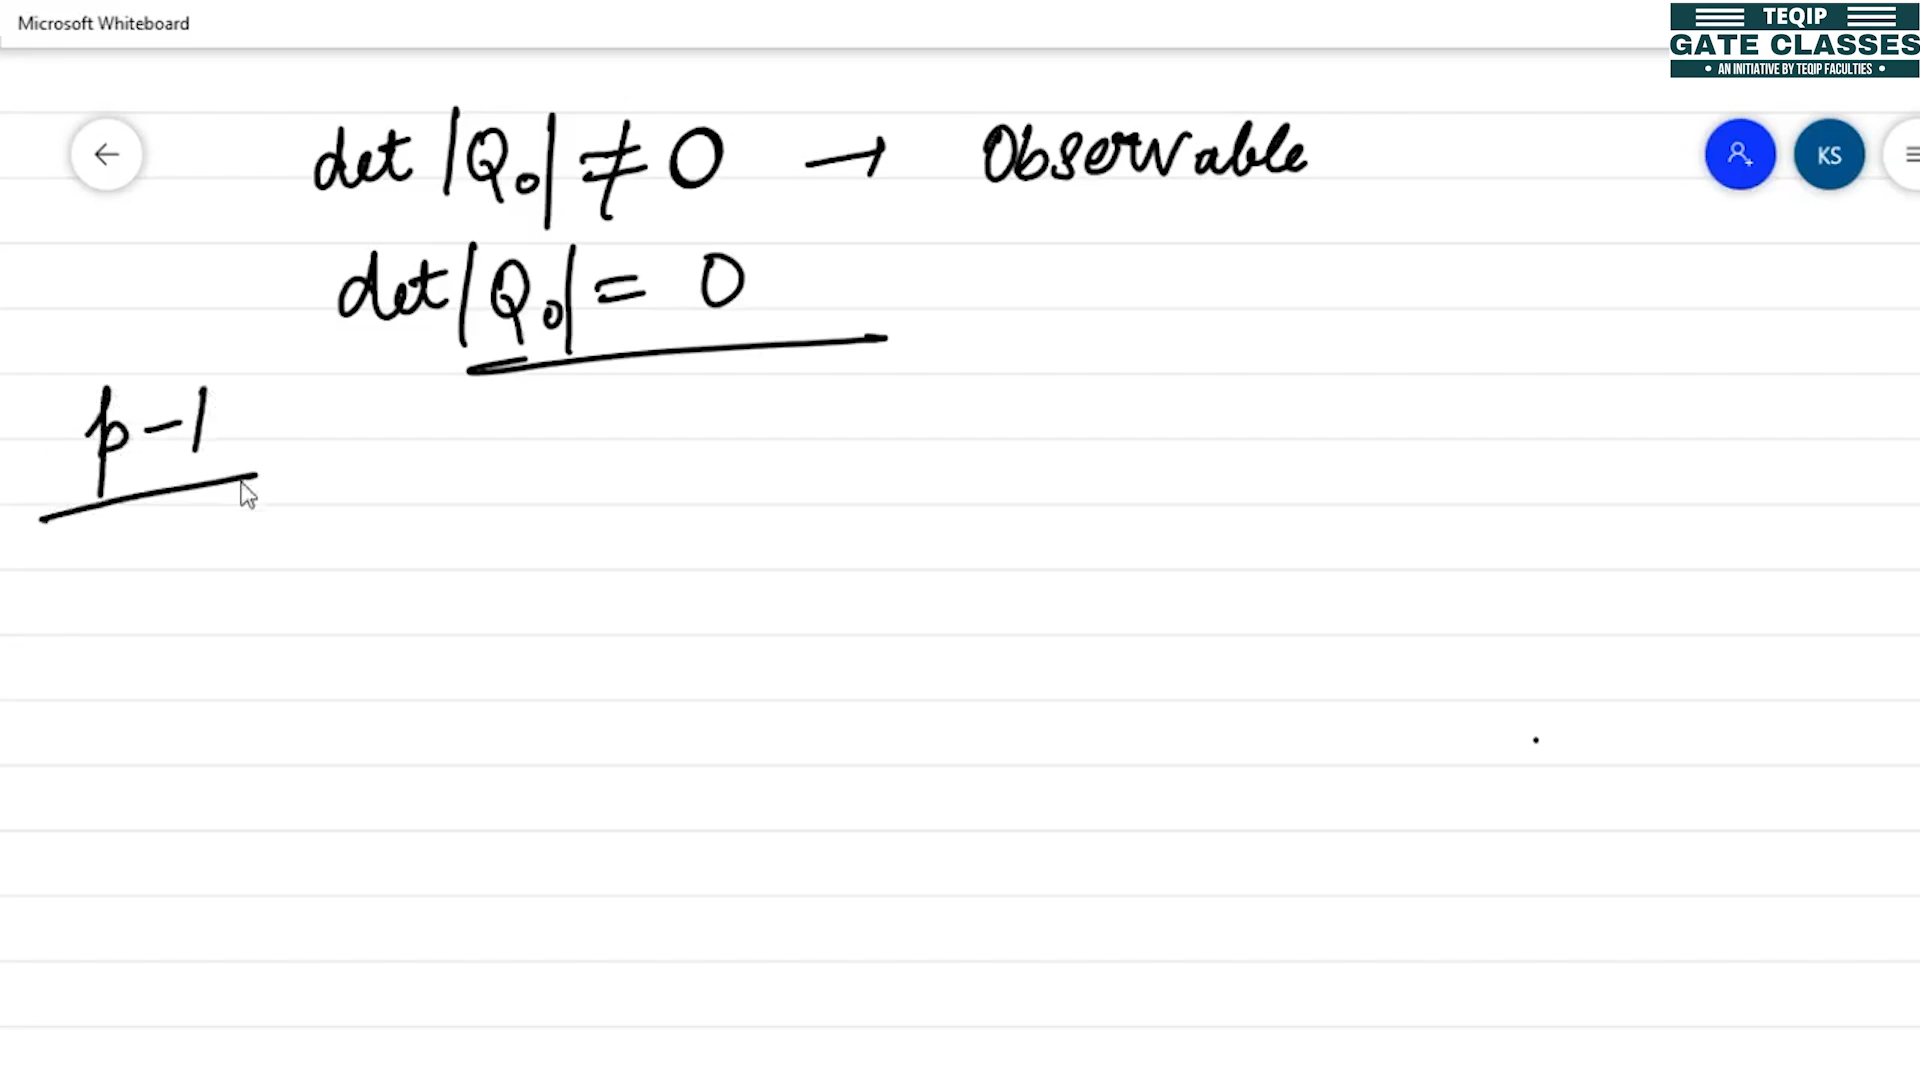 Microsoft Whiteboard
TEQIP
GATE CLASSES
• AN INITIATIVE BY TEQIP FACULTIES •
det |Q₀| ≠ 0 → Observable
KS
det |Q₀| = 0
p-1